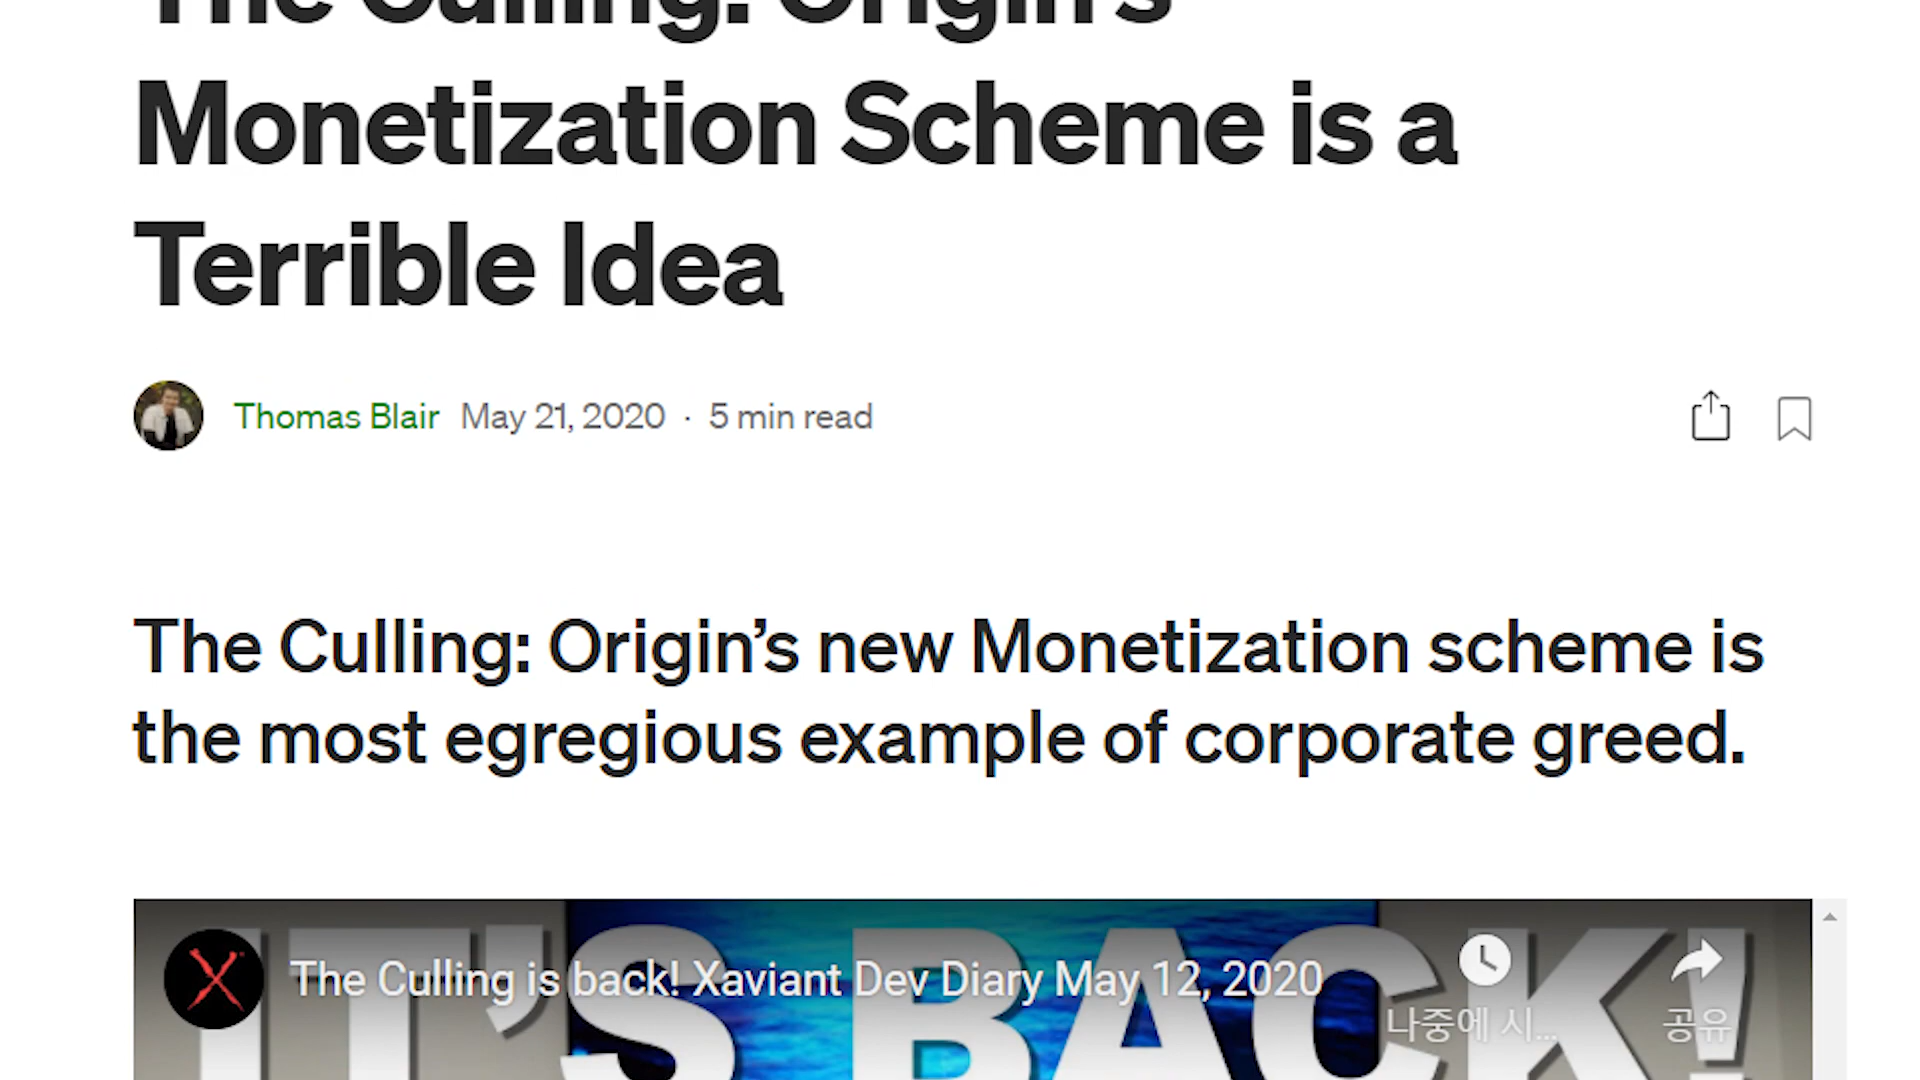 The Culling: Origin's
Monetization Scheme is a
Terrible Idea
Thomas Blair May 21, 2020 · 5 min read
The Culling: Origin’s new Monetization scheme is
the most egregious example of corporate greed.
IT'S BACK!
The Culling is back! Xaviant Dev Diary May 12, 2020
나중에 시...
공유